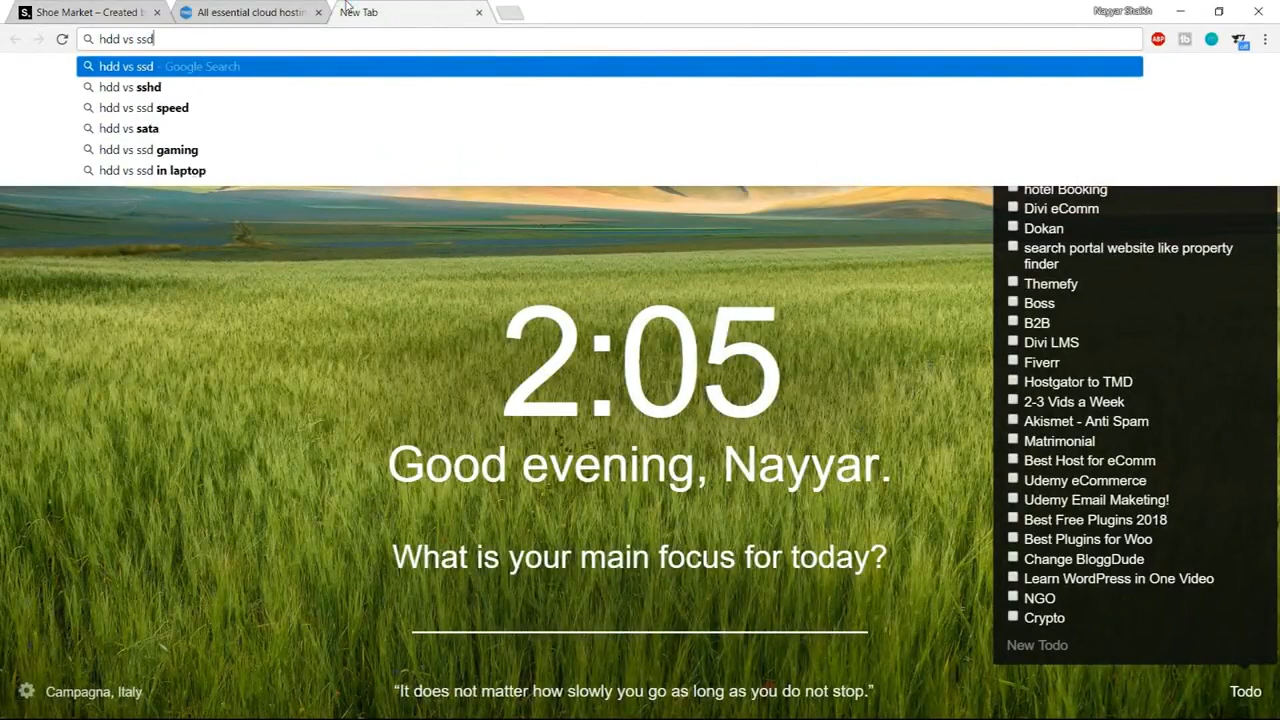 Shoe Market – Created b
All essential cloud hostin
New Tab
Nayyar Shaikh
hdd vs ssd
ABP
off
hdd vs ssd - Google Search
hdd vs sshd
hdd vs ssd speed
hdd vs sata
hdd vs ssd gaming
hdd vs ssd in laptop
hotel Booking
Divi eComm
Dokan
search portal website like property
finder
Themefy
Boss
B2B
Divi LMS
Fiverr
Hostgator to TMD
2-3 Vids a Week
Akismet - Anti Spam
Matrimonial
Best Host for eComm
Udemy eCommerce
Udemy Email Maketing!
Best Free Plugins 2018
Best Plugins for Woo
Change BloggDude
Learn WordPress in One Video
NGO
Crypto
New Todo
2:05
Good evening, Nayyar.
What is your main focus for today?
Campagna, Italy
“It does not matter how slowly you go as long as you do not stop.”
Todo